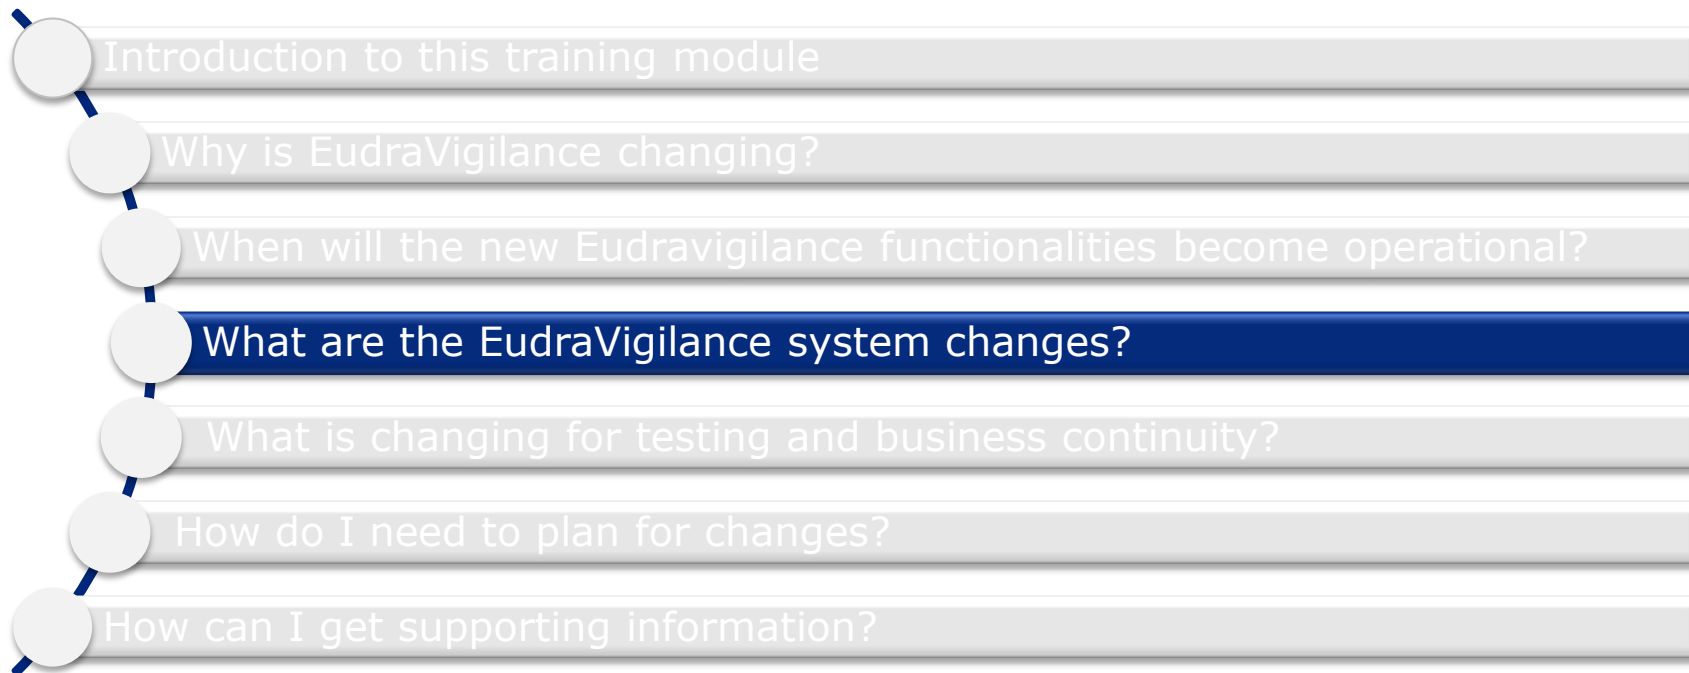 Introduction to this training module
Why is EudraVigilance changing?
When will the new Eudravigilance functionalities become operational?
What are the EudraVigilance system changes?
What is changing for testing and business continuity?
How do I need to plan for changes?
How can I get supporting information?